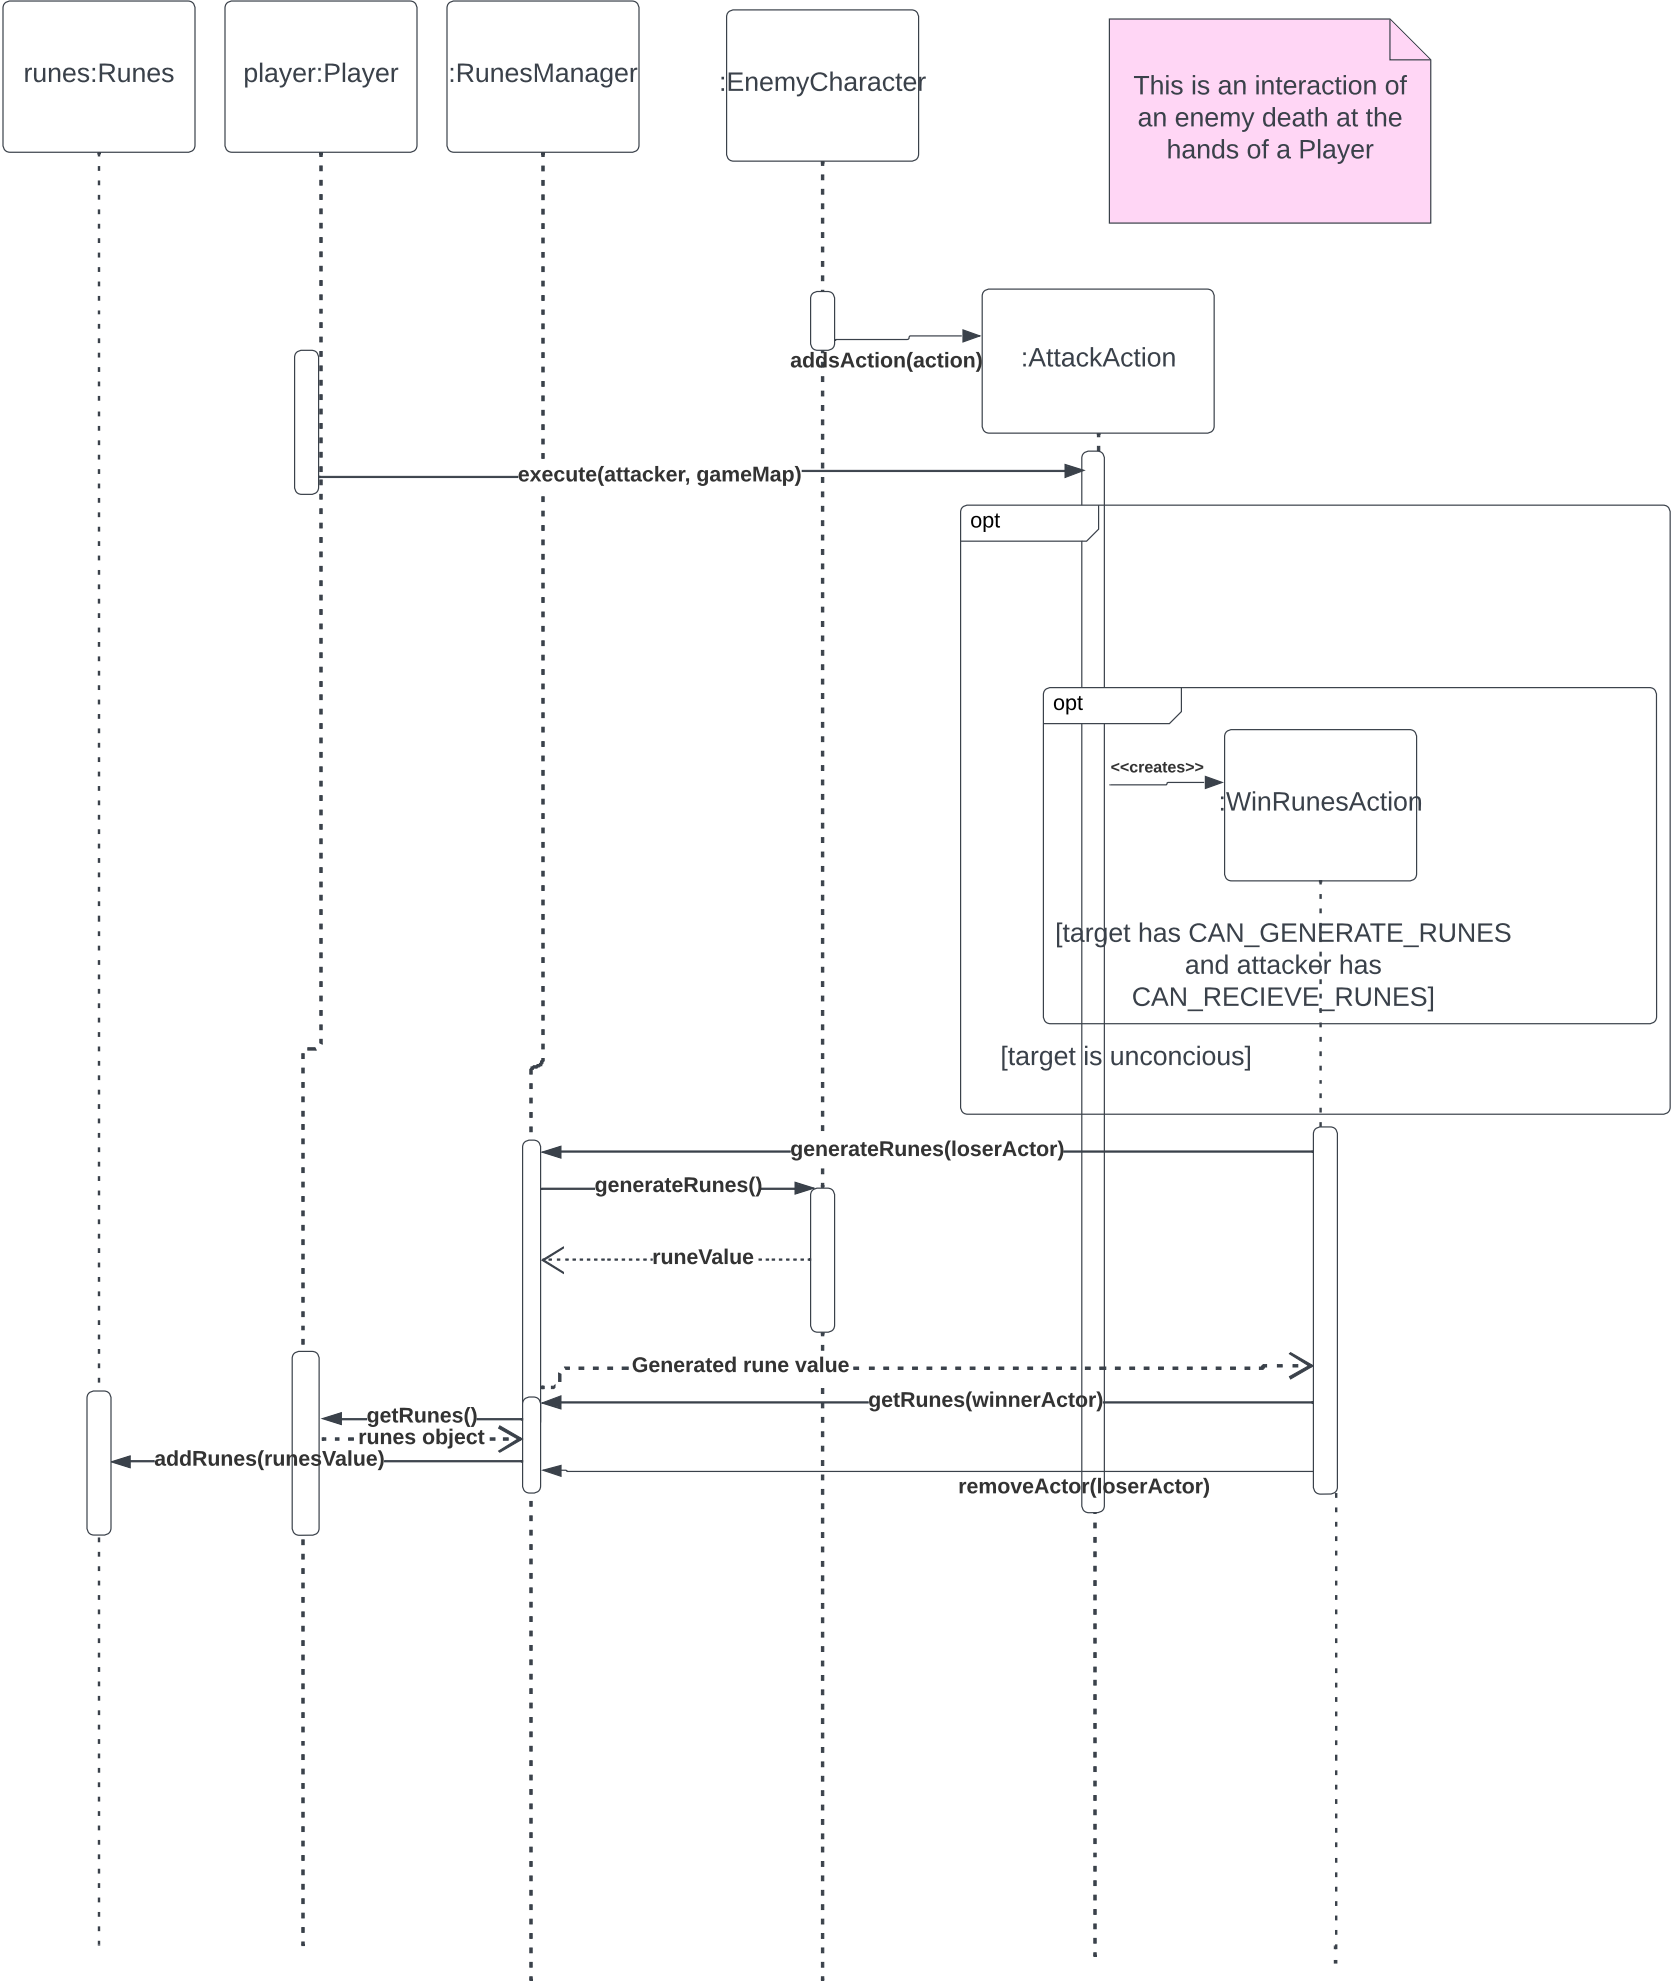 runes:Runes
player:Player
:RunesManager
:EnemyCharacter
This is an interaction of
an enemy death at the
hands of a Player
addsAction(action)
:AttackAction
execute(attacker, gameMap)
opt
opt
<<creates>>
:WinRunesAction
[target has CAN_GENERATE_RUNES
and attacker has
CAN_RECIEVE_RUNES]
[target is unconcious]
generateRunes(loserActor)
generateRunes()
runeValue
Generated rune value
getRunes(winnerActor)
getRunes()
runes object
addRunes(runesValue)
removeActor(loserActor)